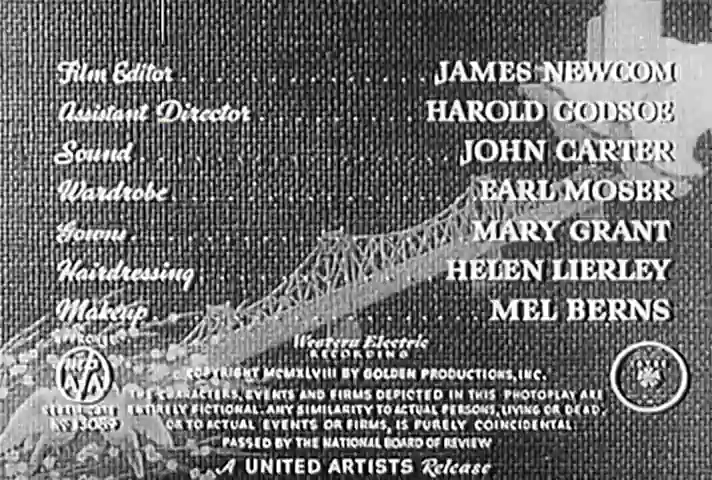 Film Editor . . . . . . . . . . . . . . JAMES NEWCOM
Assistant Director . . . . . . . . . HAROLD GODSOE
Sound . . . . . . . . . . . . . . . . . JOHN CARTER
Wardrobe . . . . . . . . . . . . . . . EARL MOSER
Gowns . . . . . . . . . . . . . . . . . MARY GRANT
Hairdressing . . . . . . . . . . . . HELEN LIERLEY
Makeup . . . . . . . . . . . . . . . . MEL BERNS
Western Electric
RECORDING
COPYRIGHT MCMXLVIII BY GOLDEN PRODUCTIONS, INC.
THE CHARACTERS, EVENTS AND FIRMS DEPICTED IN THIS PHOTOPLAY ARE
ENTIRELY FICTIONAL. ANY SIMILARITY TO ACTUAL PERSONS, LIVING OR DEAD,
OR TO ACTUAL EVENTS OR FIRMS, IS PURELY COINCIDENTAL.
PASSED BY THE NATIONAL BOARD OF REVIEW
A UNITED ARTISTS Release
CERTIFICATE